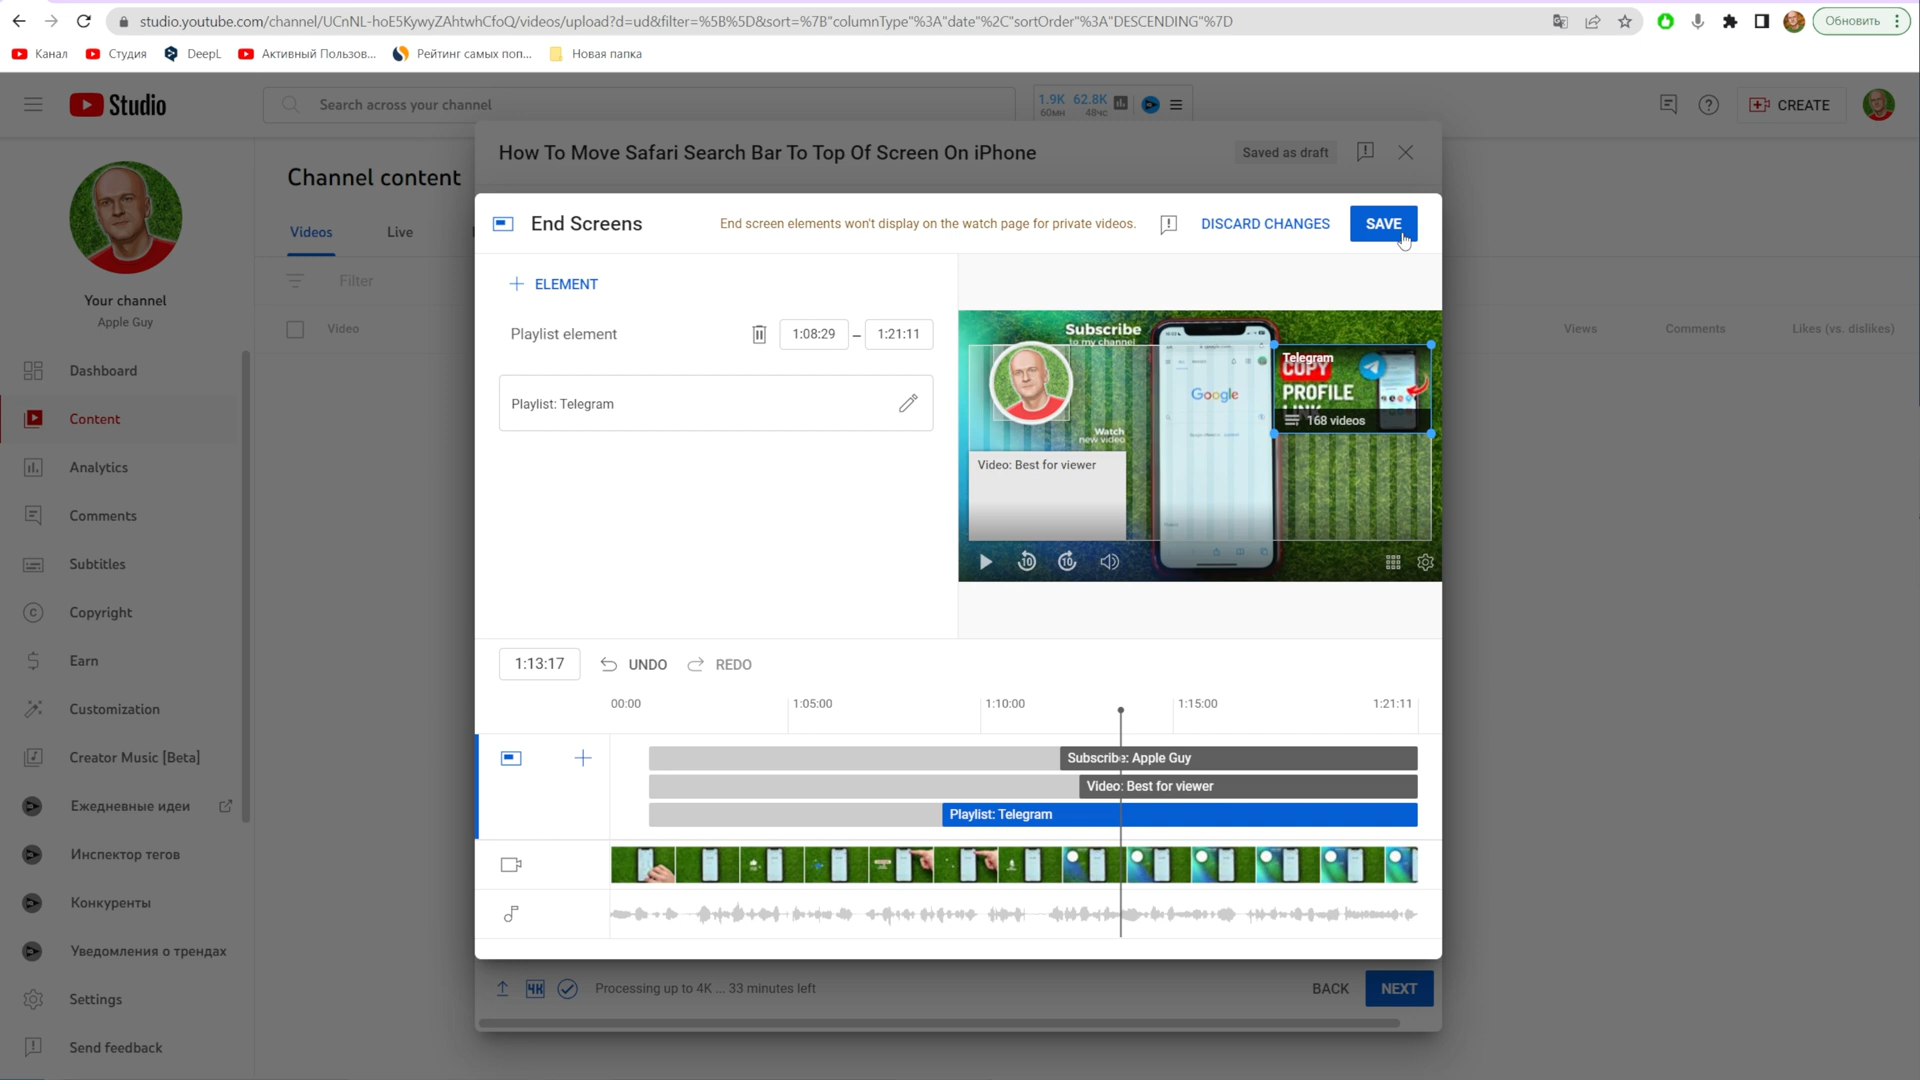 studio.youtube.com/channel/UCnNL-hoE5KywyZAhtwhCfoQ/videos/upload?d=ud&filter=%5B%5D&sort=%7B"columnType"%3A"date"%2C"sortOrder"%3A"DESCENDING"%7D
Обновить
Канал
Студия
DeepL
Активный Пользов...
Рейтинг самых поп...
Новая папка
Studio
Search across your channel
1.9K 62.8K
60мн 48чс
CREATE
How To Move Safari Search Bar To Top Of Screen On iPhone
Saved as draft
Channel content
Videos
Live
Filter
Video
Views
Comments
Likes (vs. dislikes)
Your channel
Apple Guy
Dashboard
Content
Analytics
Comments
Subtitles
Copyright
Earn
Customization
Creator Music [Beta]
Ежедневные идеи
Инспектор тегов
Конкуренты
Уведомления о трендах
Settings
Send feedback
End Screens
End screen elements won't display on the watch page for private videos.
DISCARD CHANGES
SAVE
ELEMENT
Playlist element
1:08:29 – 1:21:11
Playlist: Telegram
Subscribe
to my channel
Google
Telegram
COPY
PROFILE
LINK
168 videos
Watch
new video
Video: Best for viewer
10
10
1:13:17
UNDO
REDO
00:00
1:05:00
1:10:00
1:15:00
1:21:11
Subscribe: Apple Guy
Video: Best for viewer
Playlist: Telegram
4K
Processing up to 4K ... 33 minutes left
BACK
NEXT